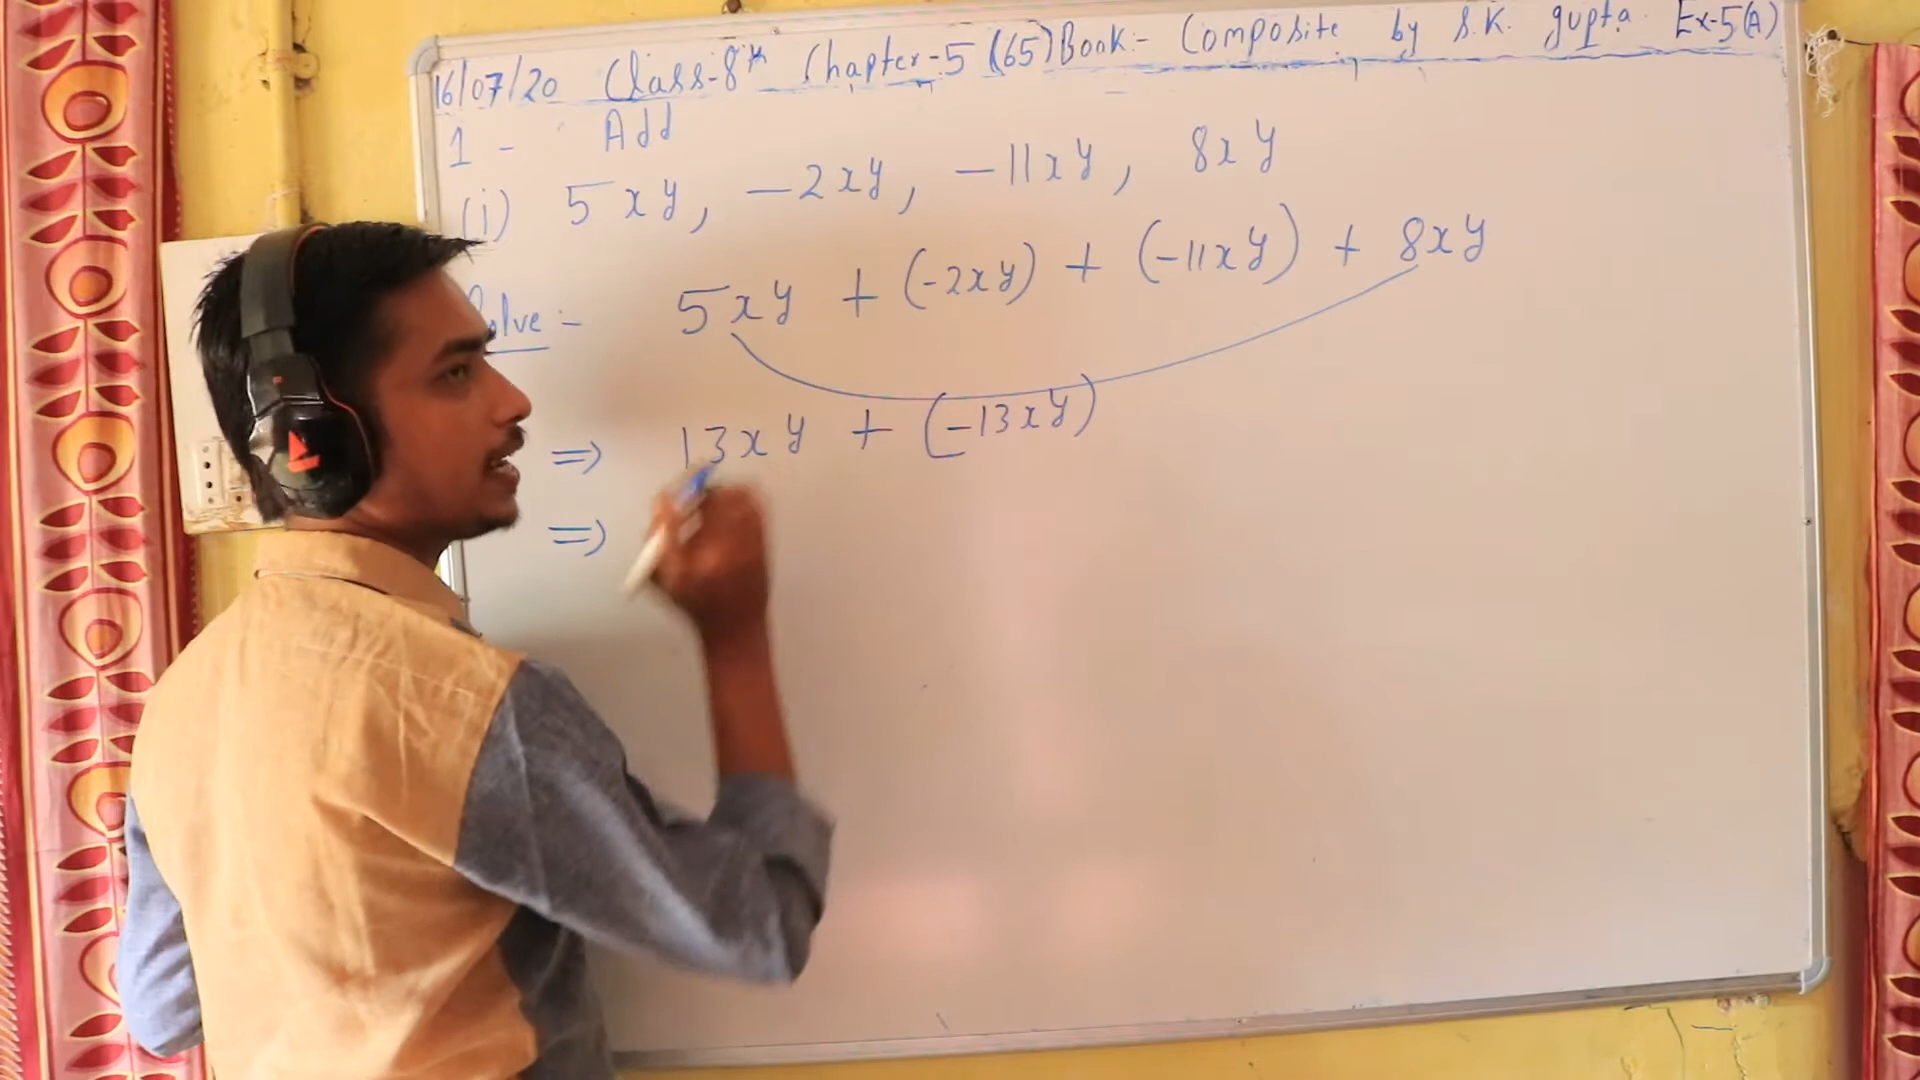 16/07/20 Class-8th Chapter-5 (65) Book:- Composite by S.K. gupta. Ex-5(A)
1 - Add
(i) 5xy, -2xy, -11xy, 8xy
Solve :- 5xy + (-2xy) + (-11xy) + 8xy
⇒ 13xy + (-13xy)
⇒